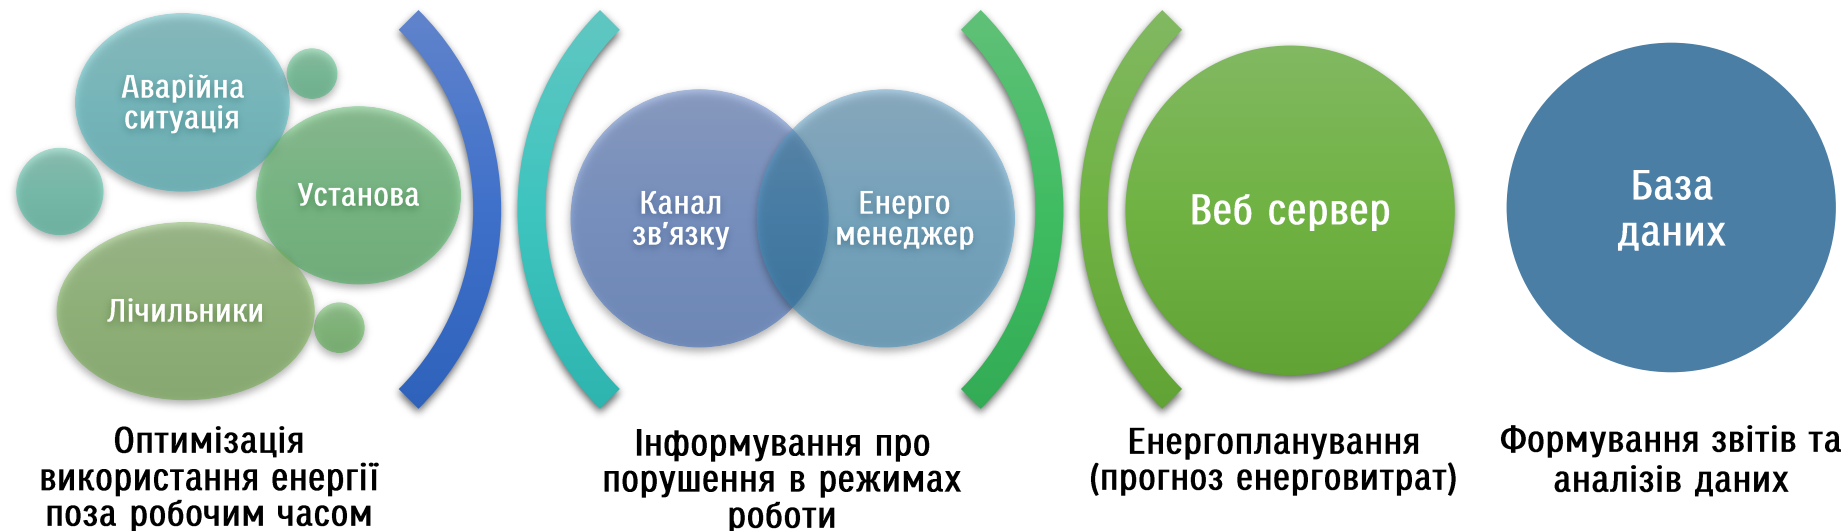 Аварійна
ситуація
Установа
Лічильники
Канал
зв’язку
Енерго
менеджер
Веб сервер
База
даних
Оптимізація
використання енергії
поза робочим часом
Інформування про
порушення в режимах
роботи
Енергопланування
(прогноз енерговитрат)
Формування звітів та
аналізів даних